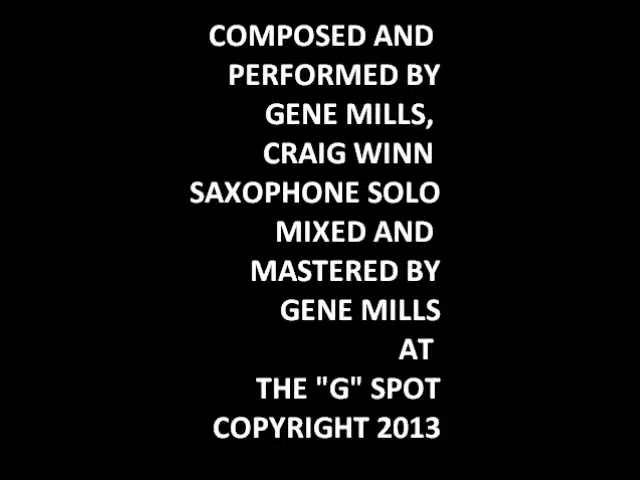 COMPOSED AND
PERFORMED BY
GENE MILLS,
CRAIG WINN
SAXOPHONE SOLO
MIXED AND
MASTERED BY
GENE MILLS
AT
THE "G" SPOT
COPYRIGHT 2013